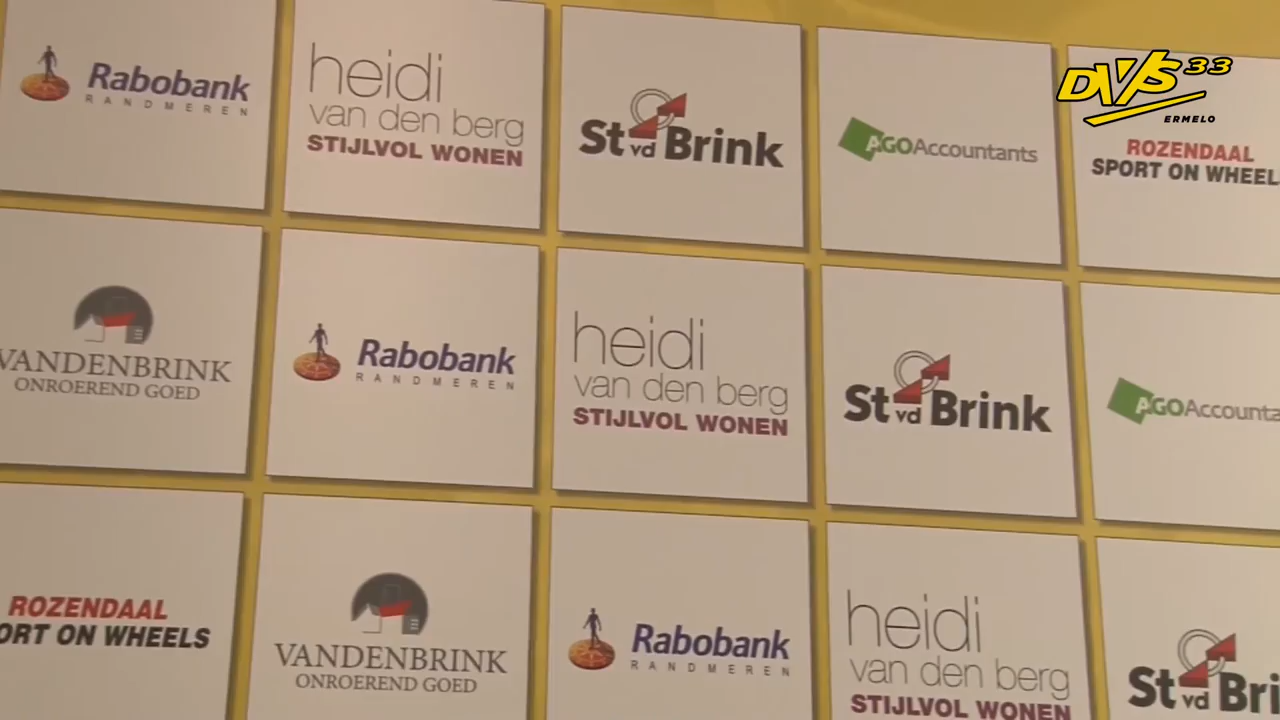 Rabobank
RANDMEREN
heidi
van den berg
STIJLVOL WONEN
St vd Brink
AGOAccountants
DVS 33
ERMELO
ROZENDAAL
SPORT ON WHEEL
VANDENBRINK
ONROEREND GOED
Rabobank
RANDMEREN
heidi
van den berg
STIJLVOL WONEN
St vd Brink
AGOAccounta
ROZENDAAL
ORT ON WHEELS
VANDENBRINK
ONROEREND GOED
Rabobank
RANDMEREN
heidi
van den berg
STIJLVOL WONEN
St vd Bri